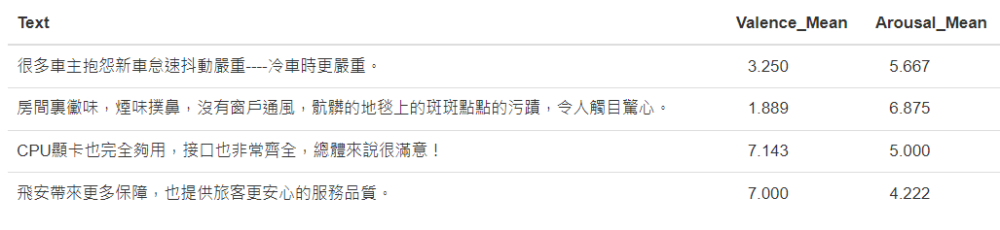 Text Valence_Mean Arousal_Mean
很多車主抱怨新車怠速抖動嚴重----冷車時更嚴重。 3.250 5.667
房間裏黴味，煙味撲鼻，沒有窗戶通風，骯髒的地毯上的斑斑點點的污蹟，令人觸目驚心。 1.889 6.875
CPU顯卡也完全夠用，接口也非常齊全，總體來說很滿意！ 7.143 5.000
飛安帶來更多保障，也提供旅客更安心的服務品質。 7.000 4.222